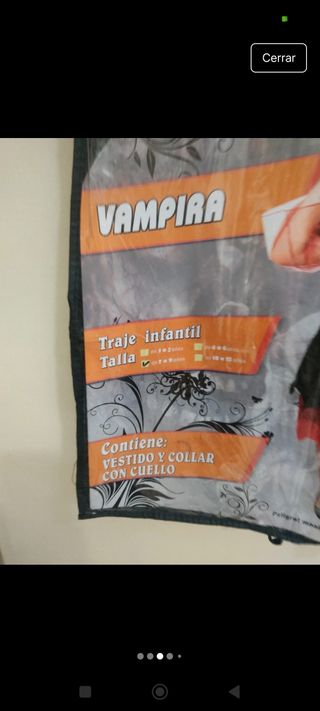 Cerrar
VAMPIRA
Traje infantil
Talla
Contiene:
VESTIDO Y COLLAR
CON CUELLO